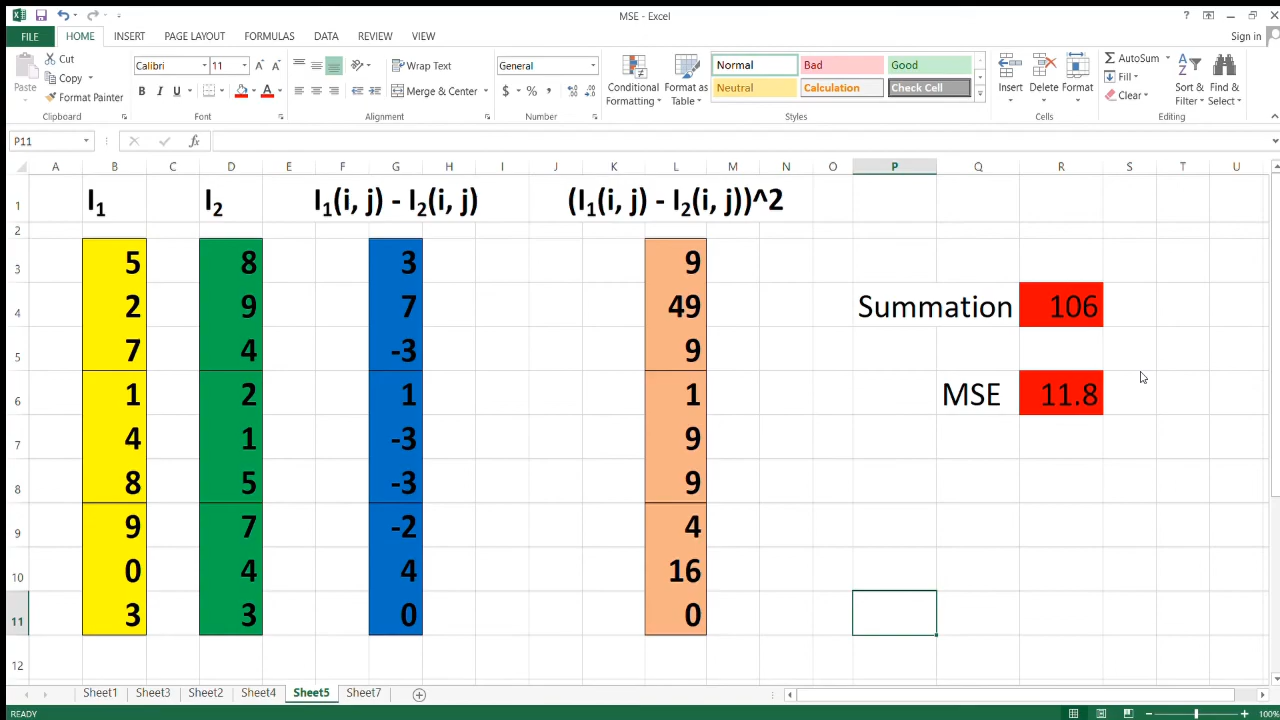 MSE - Excel
? Sign in
FILE HOME INSERT PAGE LAYOUT FORMULAS DATA REVIEW VIEW
Cut
Copy
Format Painter
Paste
Clipboard
Calibri 11
B I U
Font
Wrap Text
Merge & Center
Alignment
General
$ % ,
Number
Conditional Formatting
Format as Table
Normal Bad Good
Neutral Calculation Check Cell
Styles
Insert Delete Format
Cells
AutoSum
Fill
Clear
Sort & Filter
Find & Select
Editing
P11 fx
A B C D E F G H I J K L M N O P Q R S T U
1 I1 I2 I1(i, j) - I2(i, j) (I1(i, j) - I2(i, j))^2
2
3 5 8 3 9
4 2 9 7 49 Summation 106
5 7 4 -3 9
6 1 2 1 1 MSE 11.8
7 4 1 -3 9
8 8 5 -3 9
9 9 7 -2 4
10 0 4 4 16
11 3 3 0 0
12
Sheet1 Sheet3 Sheet2 Sheet4 Sheet5 Sheet7
READY 100%